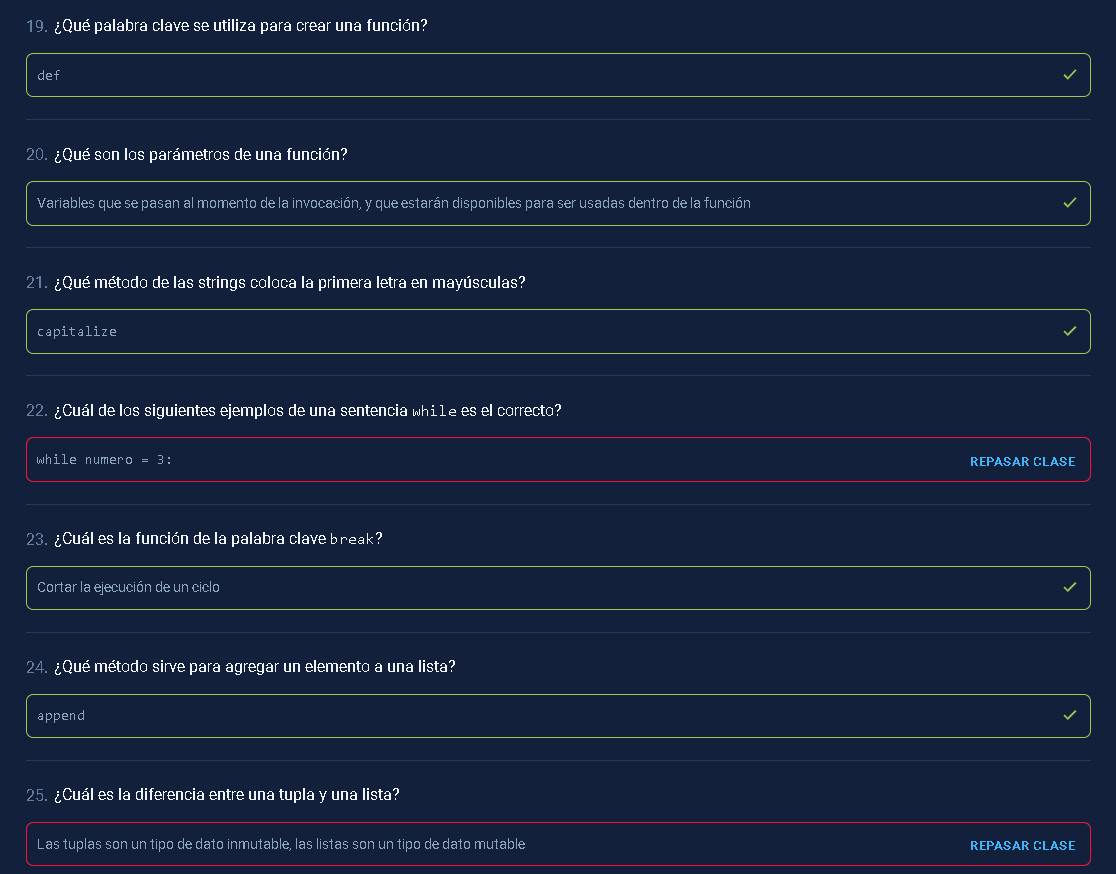 19. ¿Qué palabra clave se utiliza para crear una función?
def
20. ¿Qué son los parámetros de una función?
Variables que se pasan al momento de la invocación, y que estarán disponibles para ser usadas dentro de la función
21. ¿Qué método de las strings coloca la primera letra en mayúsculas?
capitalize
22. ¿Cuál de los siguientes ejemplos de una sentencia while es el correcto?
while numero = 3:
REPASAR CLASE
23. ¿Cuál es la función de la palabra clave break?
Cortar la ejecución de un ciclo
24. ¿Qué método sirve para agregar un elemento a una lista?
append
25. ¿Cuál es la diferencia entre una tupla y una lista?
Las tuplas son un tipo de dato inmutable, las listas son un tipo de dato mutable
REPASAR CLASE